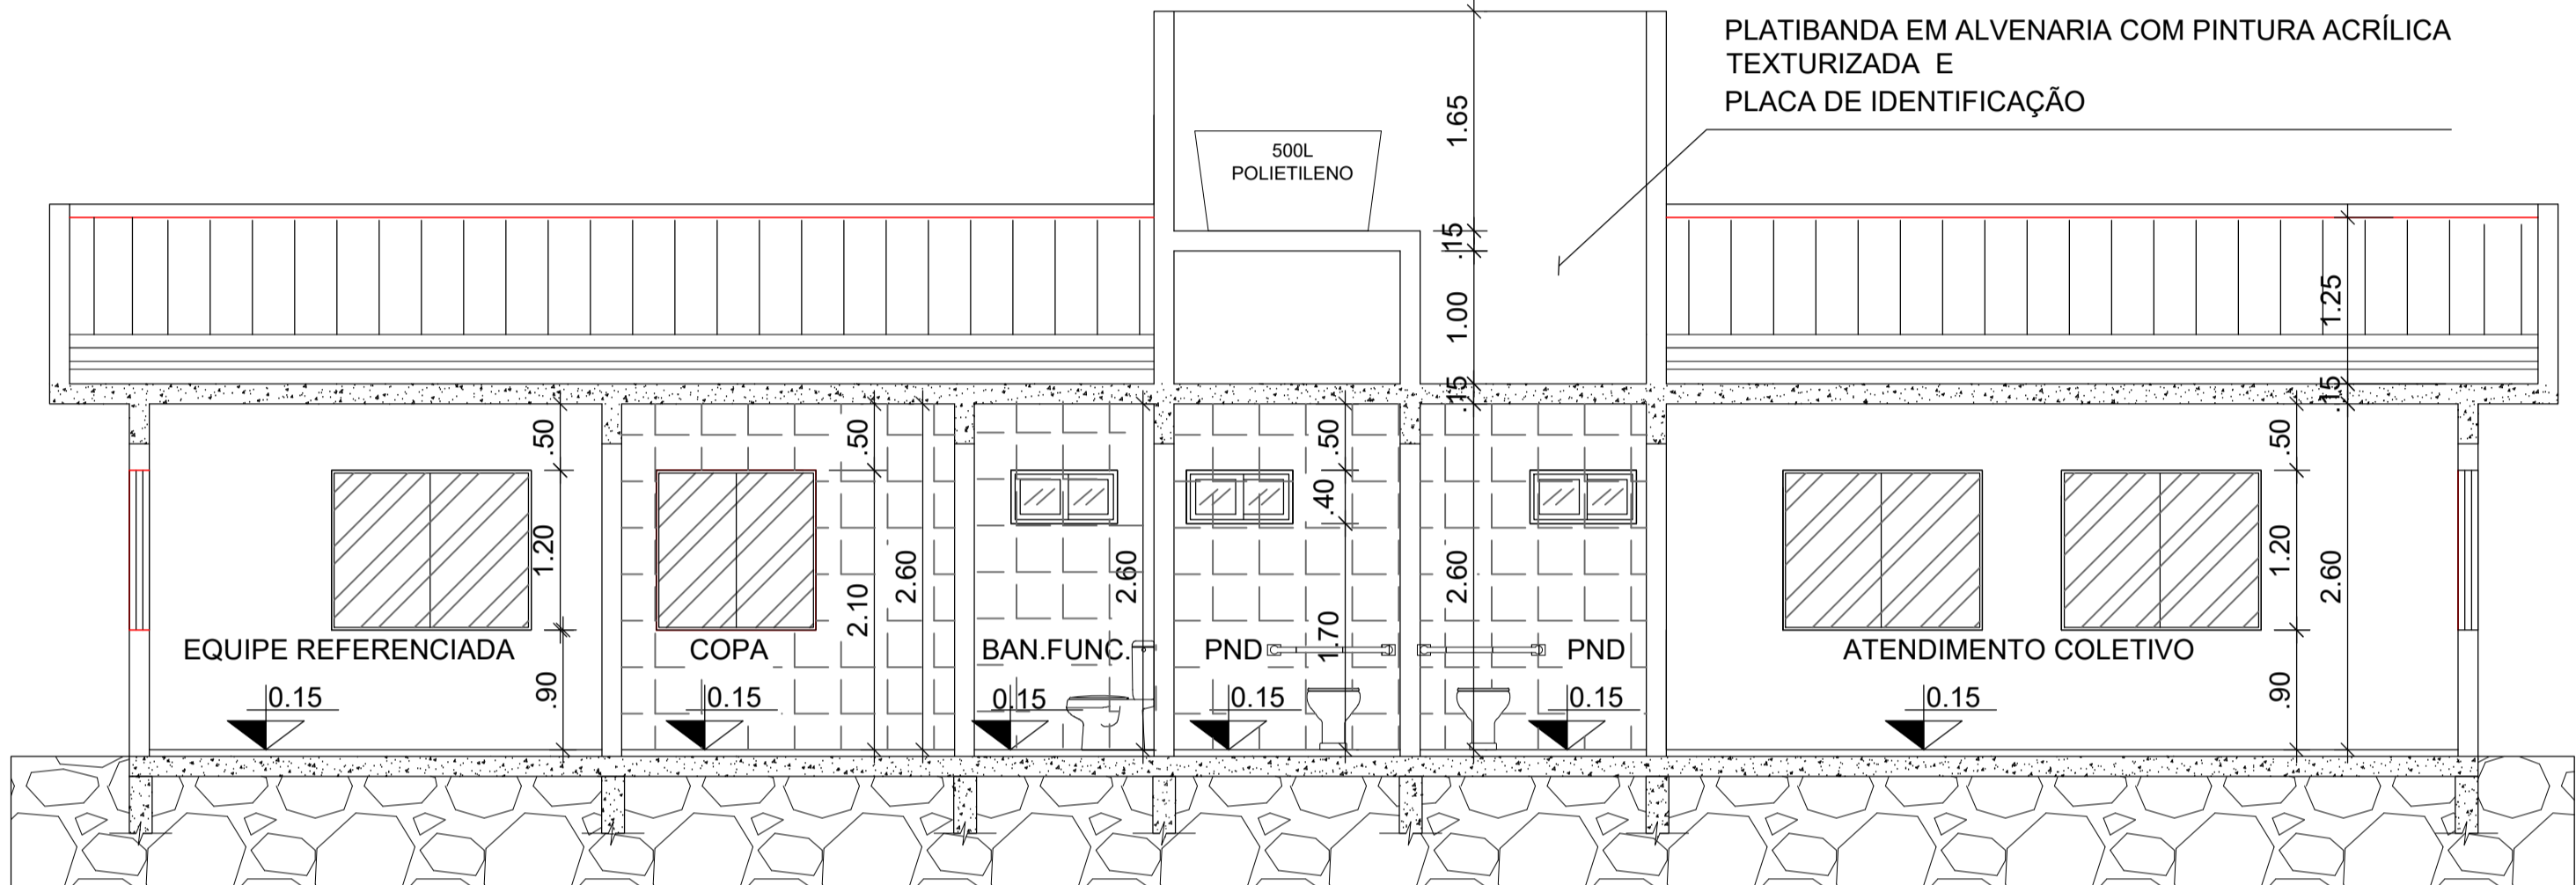 PLATIBANDA EM ALVENARIA COM PINTURA ACRÍLICA
TEXTURIZADA E
PLACA DE IDENTIFICAÇÃO
1.65
500L
POLIETILENO
.15
1.00
.15
1.25
.15
.50
1.20
.90
.50
2.10
2.60
2.60
.50
.40
1.70
2.60
.50
1.20
.90
2.60
EQUIPE REFERENCIADA
COPA
BAN.FUNC.
PND
PND
ATENDIMENTO COLETIVO
0.15
0.15
0.15
0.15
0.15
0.15